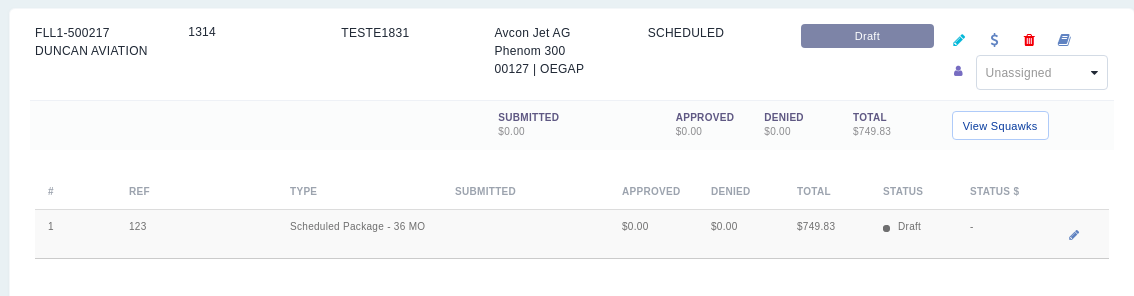 FLL1-500217
DUNCAN AVIATION
1314
TESTE1831
Avcon Jet AG
Phenom 300
00127 | OEGAP
SCHEDULED
Draft
$
Unassigned
SUBMITTED
$0.00
APPROVED
$0.00
DENIED
$0.00
TOTAL
$749.83
View Squawks
# REF TYPE SUBMITTED APPROVED DENIED TOTAL STATUS STATUS $
1 123 Scheduled Package - 36 MO $0.00 $0.00 $749.83 Draft -